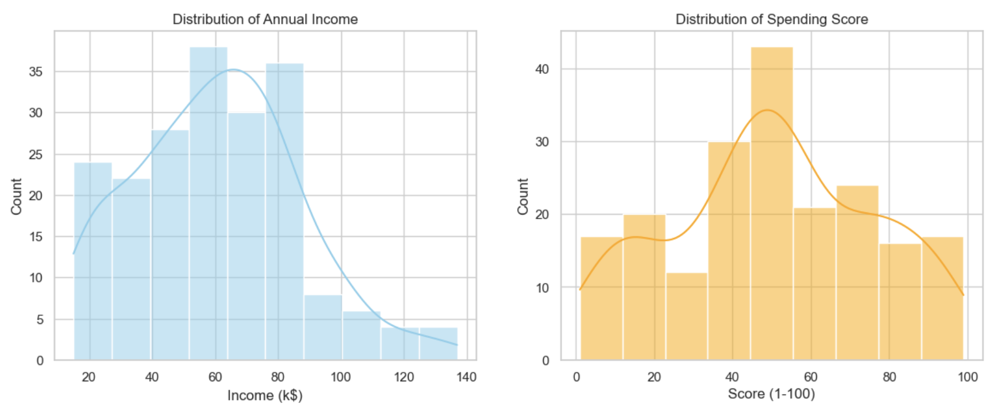 Distribution of Annual Income
35
30
25
20
15
10
5
0
Count
20 40 60 80 100 120 140
Income (k$)
Distribution of Spending Score
40
30
20
10
0
Count
0 20 40 60 80 100
Score (1-100)